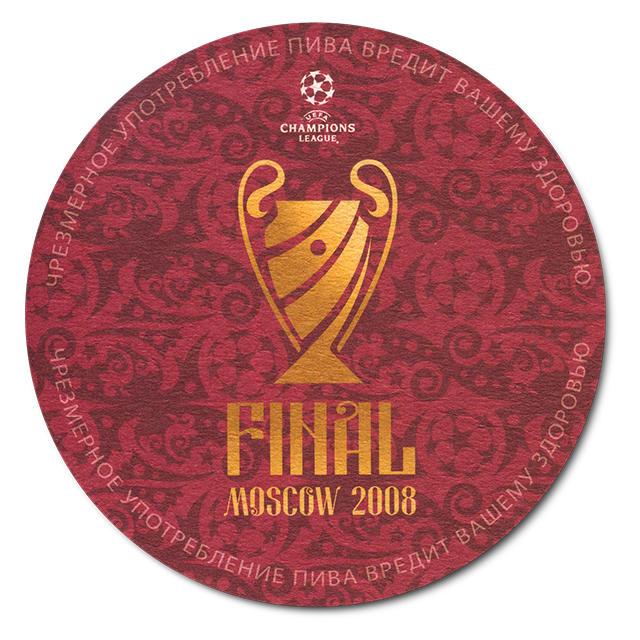 ЧРЕЗМЕРНОЕ УПОТРЕБЛЕНИЕ ПИВА ВРЕДИТ ВАШЕМУ ЗДОРОВЬЮ
UEFA
CHAMPIONS
LEAGUE
FINAL
MOSCOW 2008
ЧРЕЗМЕРНОЕ УПОТРЕБЛЕНИЕ ПИВА ВРЕДИТ ВАШЕМУ ЗДОРОВЬЮ